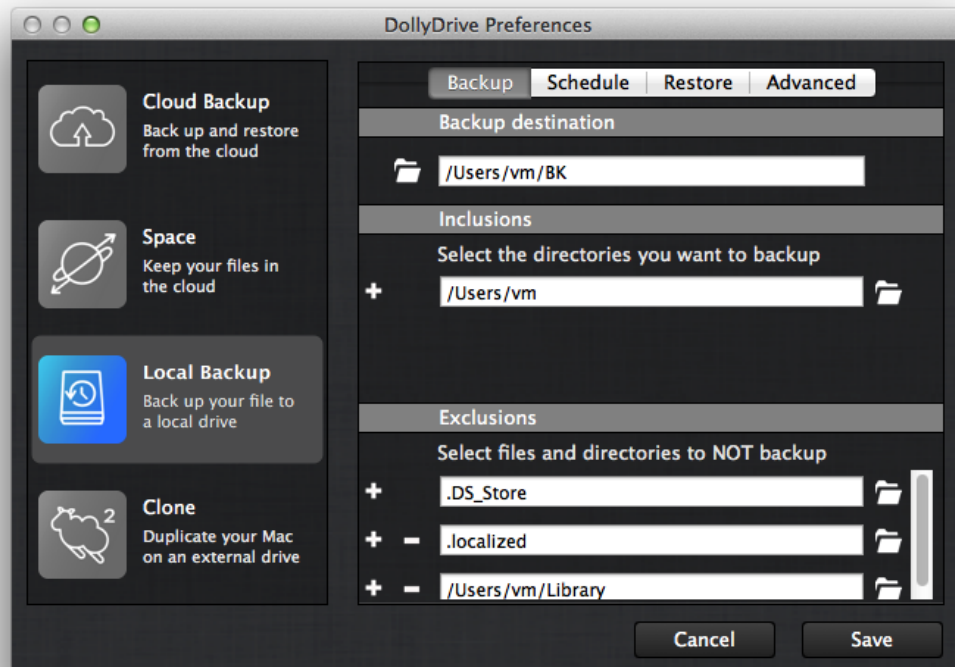 DollyDrive Preferences
Cloud Backup
Back up and restore
from the cloud
Space
Keep your files in
the cloud
Local Backup
Back up your file to
a local drive
2
Clone
Duplicate your Mac
on an external drive
Backup Schedule Restore Advanced
Backup destination
/Users/vm/BK
Inclusions
Select the directories you want to backup
/Users/vm
Exclusions
Select files and directories to NOT backup
.DS_Store
.localized
/Users/vm/Library
Cancel Save